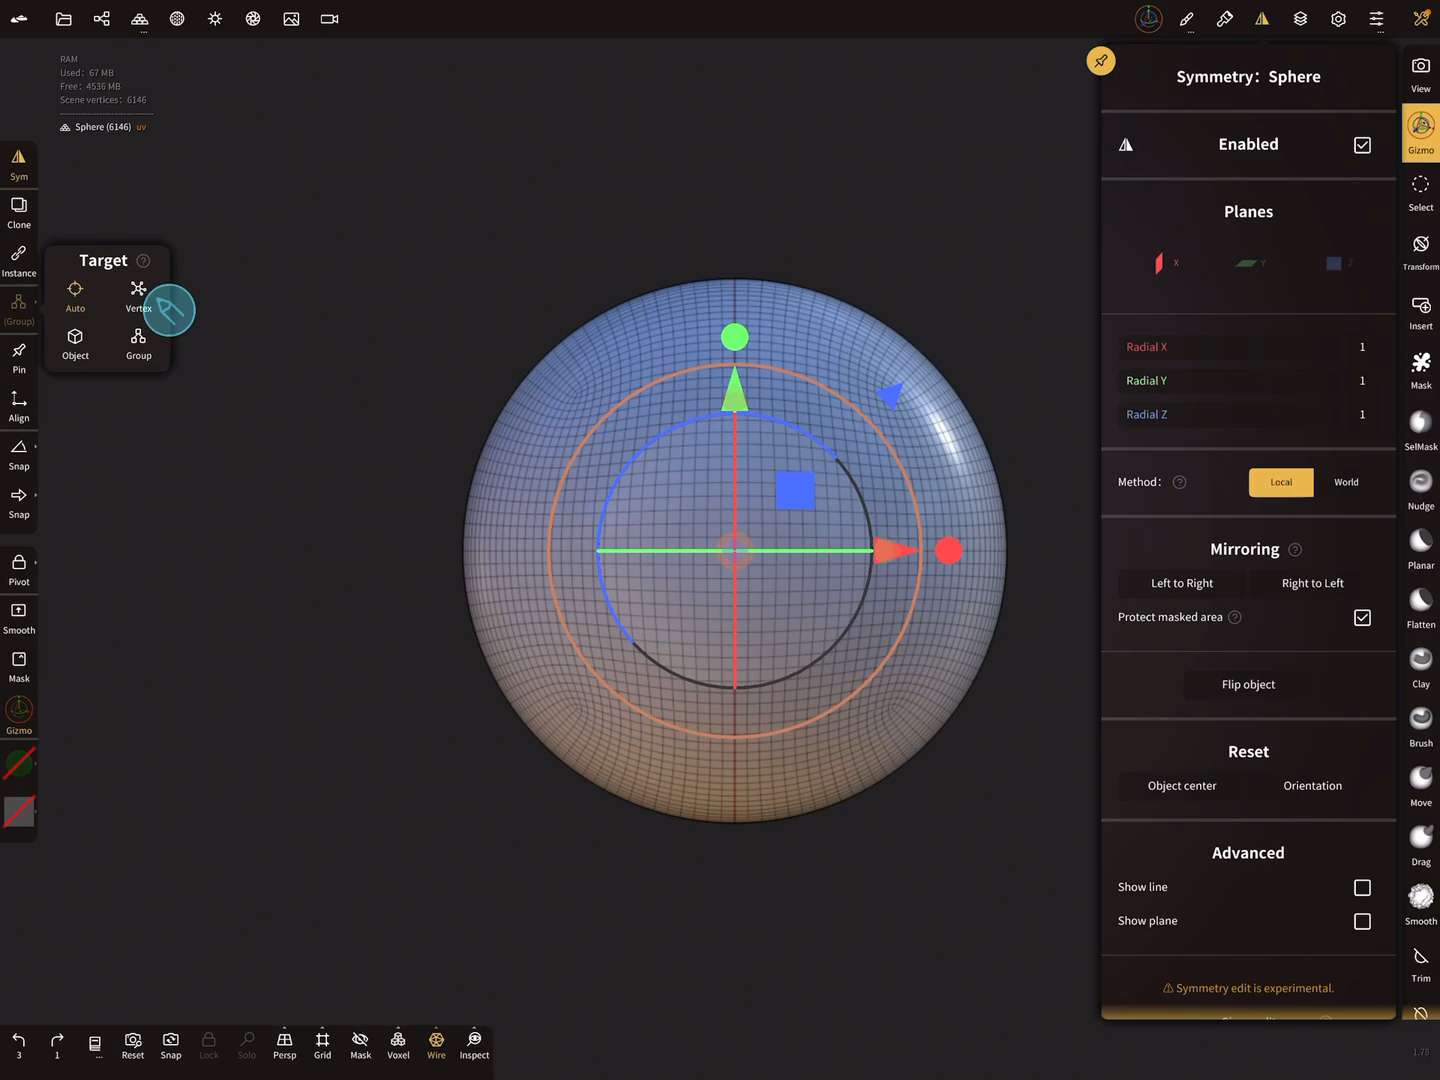 RAM
Used: 67 MB
Free: 4536 MB
Scene vertices: 6146
Sphere (6146) uv
Sym
Clone
Instance
(Group)
Pin
Align
Snap
Snap
Pivot
Smooth
Mask
Gizmo
Target ?
Auto
Vertex
Object
Group
Symmetry: Sphere
Enabled
Planes
X
Y
Z
Radial X 1
Radial Y 1
Radial Z 1
Method: ? Local World
Mirroring ?
Left to Right Right to Left
Protect masked area ?
Flip object
Reset
Object center Orientation
Advanced
Show line
Show plane
⚠ Symmetry edit is experimental.
View
Gizmo
Select
Transform
Insert
Mask
SelMask
Nudge
Planar
Flatten
Clay
Brush
Move
Drag
Smooth
Trim
3
1
...
Reset
Snap
Lock
Solo
Persp
Grid
Mask
Voxel
Wire
Inspect
1.78